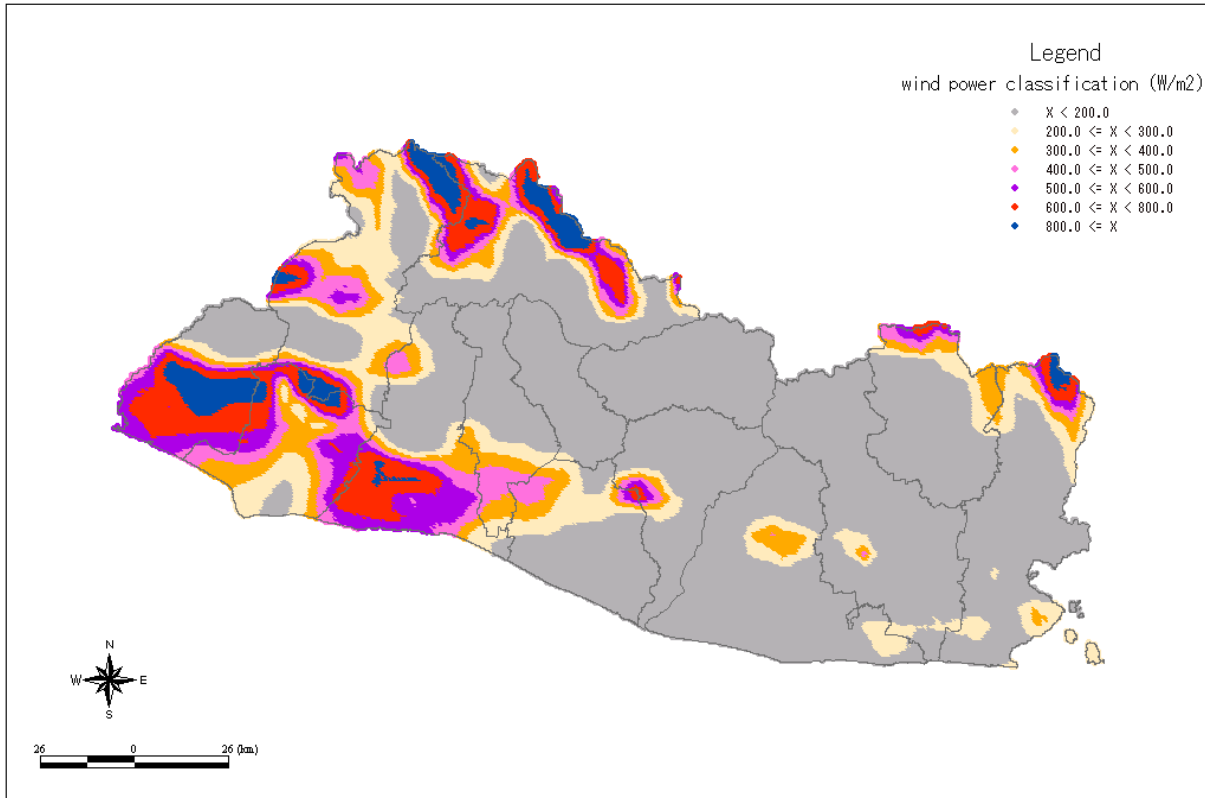 Legend
wind power classification (W/m2)
X < 200.0
200.0 <= X < 300.0
300.0 <= X < 400.0
400.0 <= X < 500.0
500.0 <= X < 600.0
600.0 <= X < 800.0
800.0 <= X
N
W E
S
26 0 26 (km)